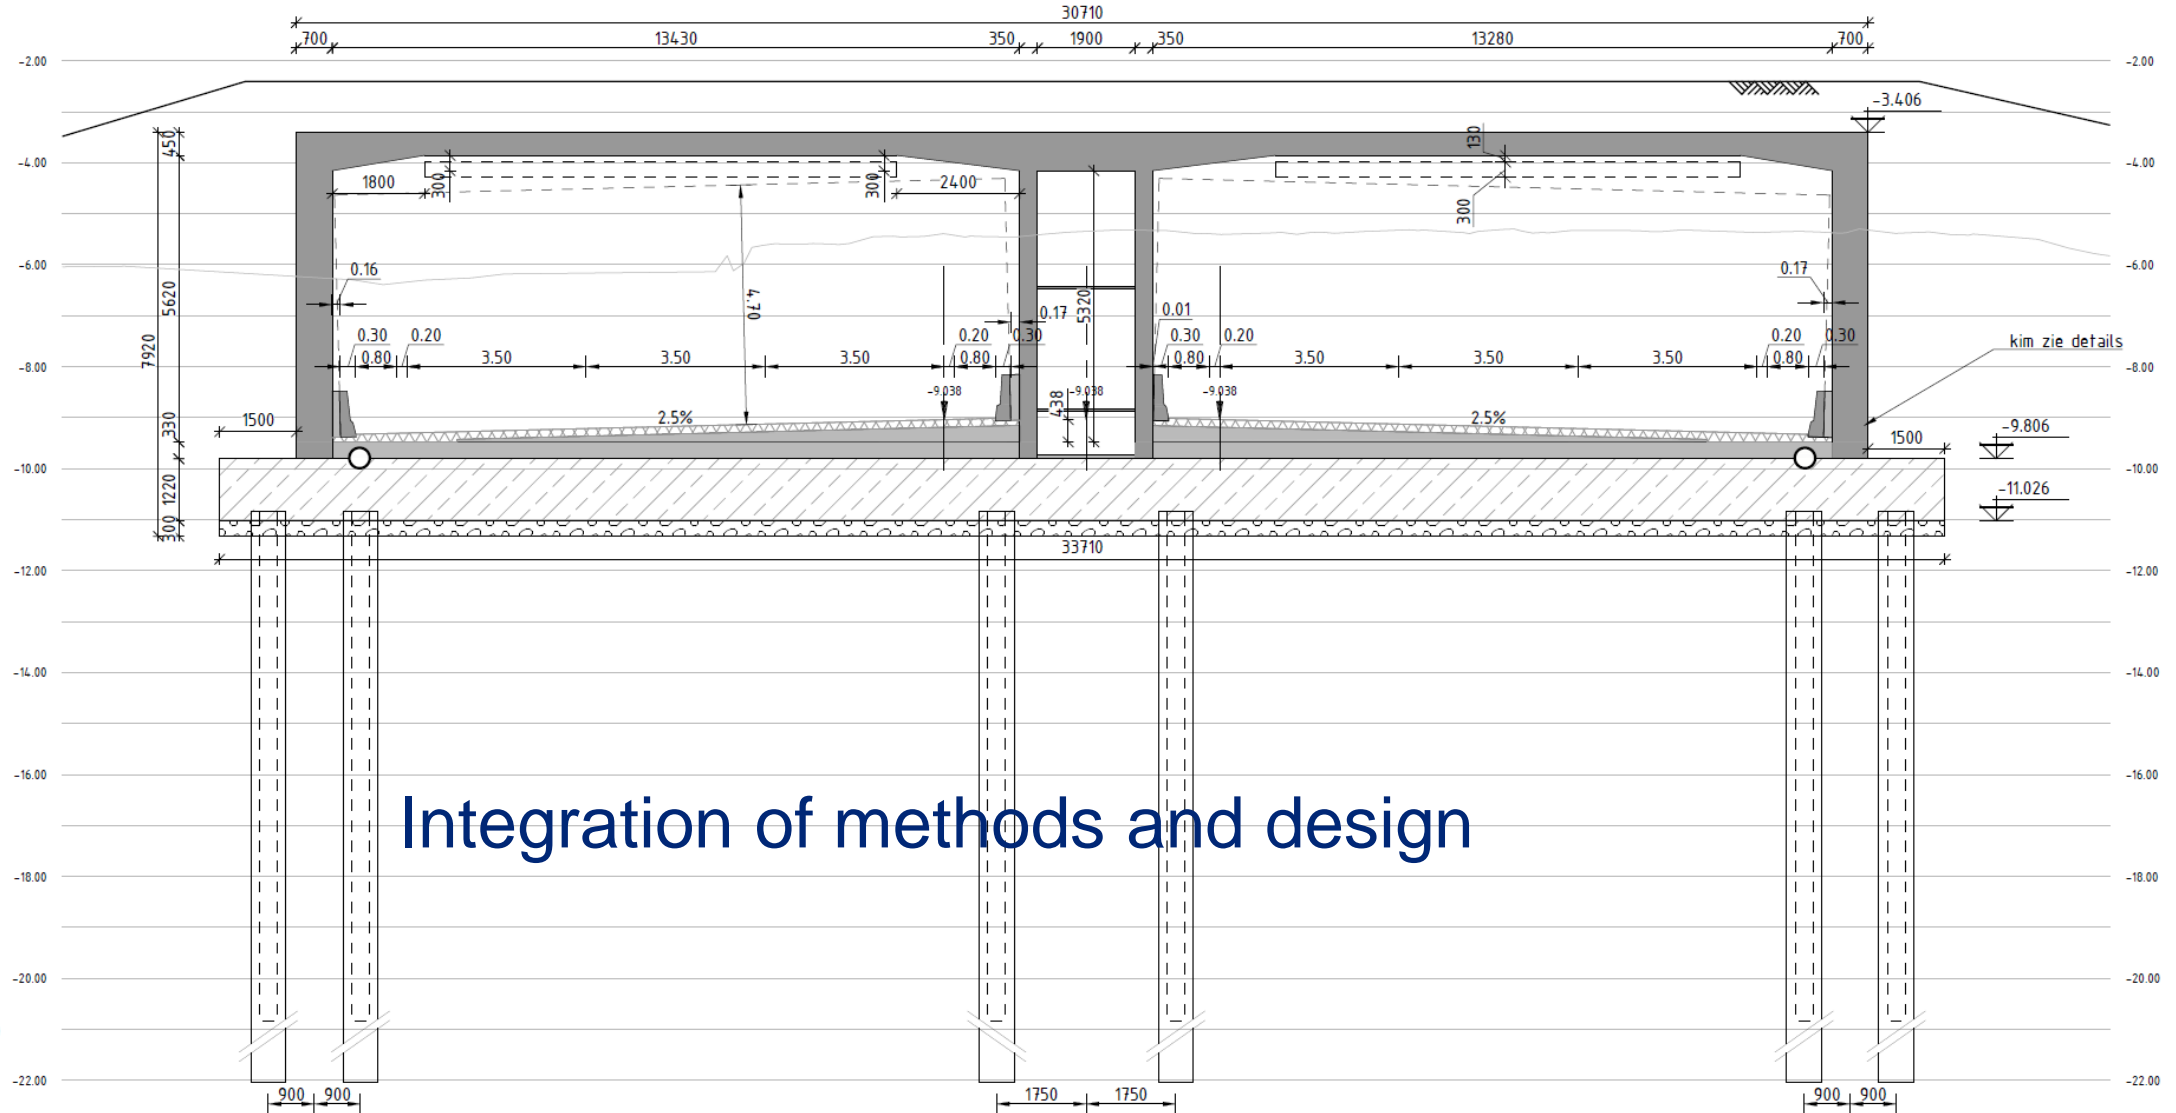 30710
700 13430 350 1900 350 13280 700
-2.00 -2.00
-3.406
450 130
-4.00 -4.00
1800 300 300 2400 300
-6.00 0.16 0.17 -6.00
5620 4.70 5320
7920
0.17 0.01
0.30 0.20 0.20 0.30 0.30 0.20 0.20 0.30
0.80 3.50 3.50 3.50 0.80 0.80 3.50 3.50 3.50 0.80
kim zie details
-8.00 -8.00
-9.038 -9.038 -9.038
438
1500 330 2.5% 2.5% -9.806
1500
-10.00 -10.00
1220 -11.026
300
33710
-12.00 -12.00
-14.00 -14.00
-16.00 -16.00
Integration of methods and design
-18.00 -18.00
-20.00 -20.00
-22.00 -22.00
900 900 1750 1750 900 900